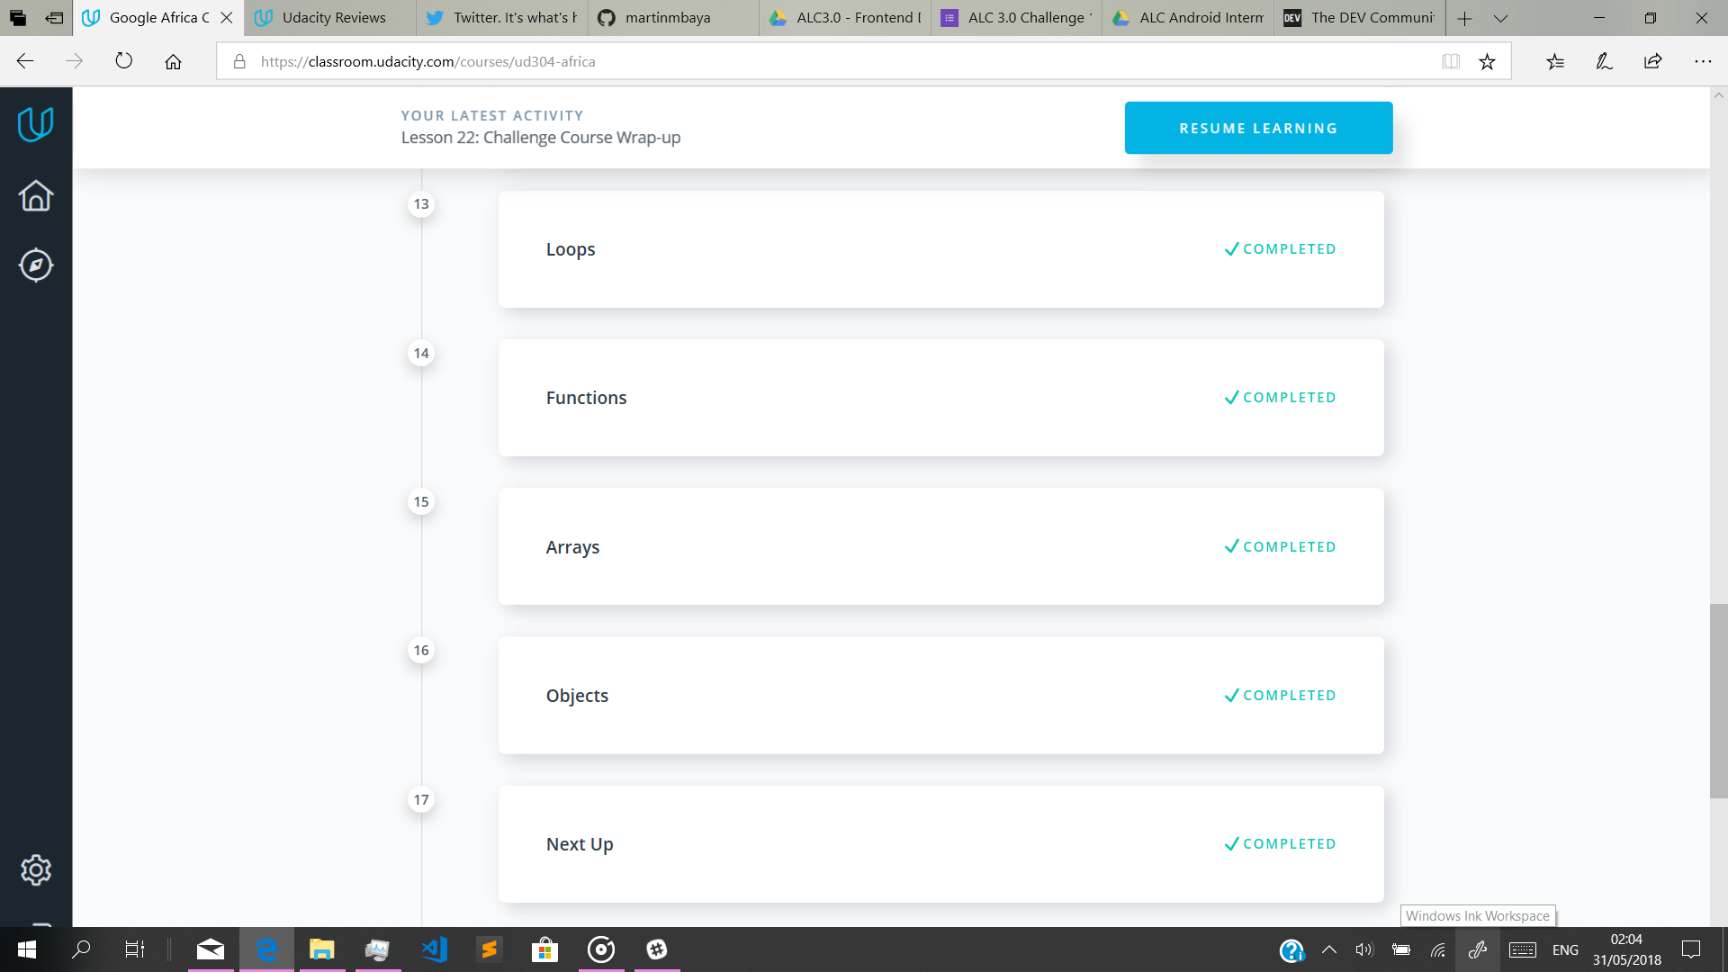 Google Africa C
Udacity Reviews
Twitter. It's what's h
martinmbaya
ALC3.0 - Frontend D
ALC 3.0 Challenge
ALC Android Interm
DEV
The DEV Communit
https://classroom.udacity.com/courses/ud304-africa
YOUR LATEST ACTIVITY
Lesson 22: Challenge Course Wrap-up
RESUME LEARNING
13
Loops
COMPLETED
14
Functions
COMPLETED
15
Arrays
COMPLETED
16
Objects
COMPLETED
17
Next Up
COMPLETED
Windows Ink Workspace
ENG
02:04
31/05/2018